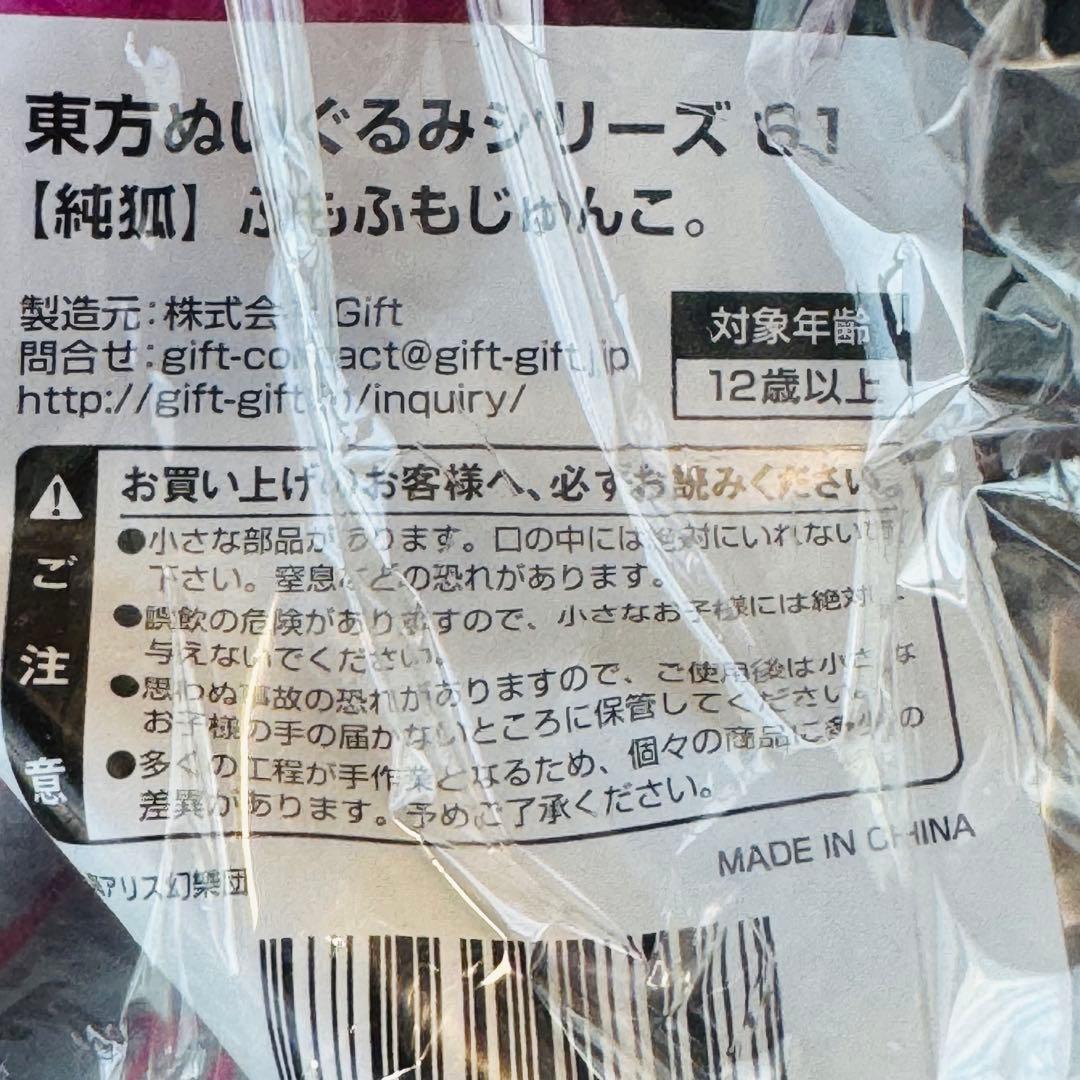 東方ぬいぐるみシリーズ 61
【純狐】ふもふもじゅんこ。
製造元：株式会社 Gift
問合せ：gift-contact@gift-gift.jp
http://gift-gift.jp/inquiry/
対象年齢
12歳以上
ご注意
お買い上げのお客様へ、必ずお読みください。
●小さな部品があります。口の中には絶対にいれないで
下さい。窒息などの恐れがあります。
●誤飲の危険がありますので、小さなお子様には絶対に
与えないでください。
●思わぬ事故の恐れがありますので、ご使用後は小さな
お子様の手の届かないところに保管してください。
●多くの工程が手作業となるため、個々の商品に多少の
差異があります。予めご了承ください。
MADE IN CHINA
アリス幻樂団